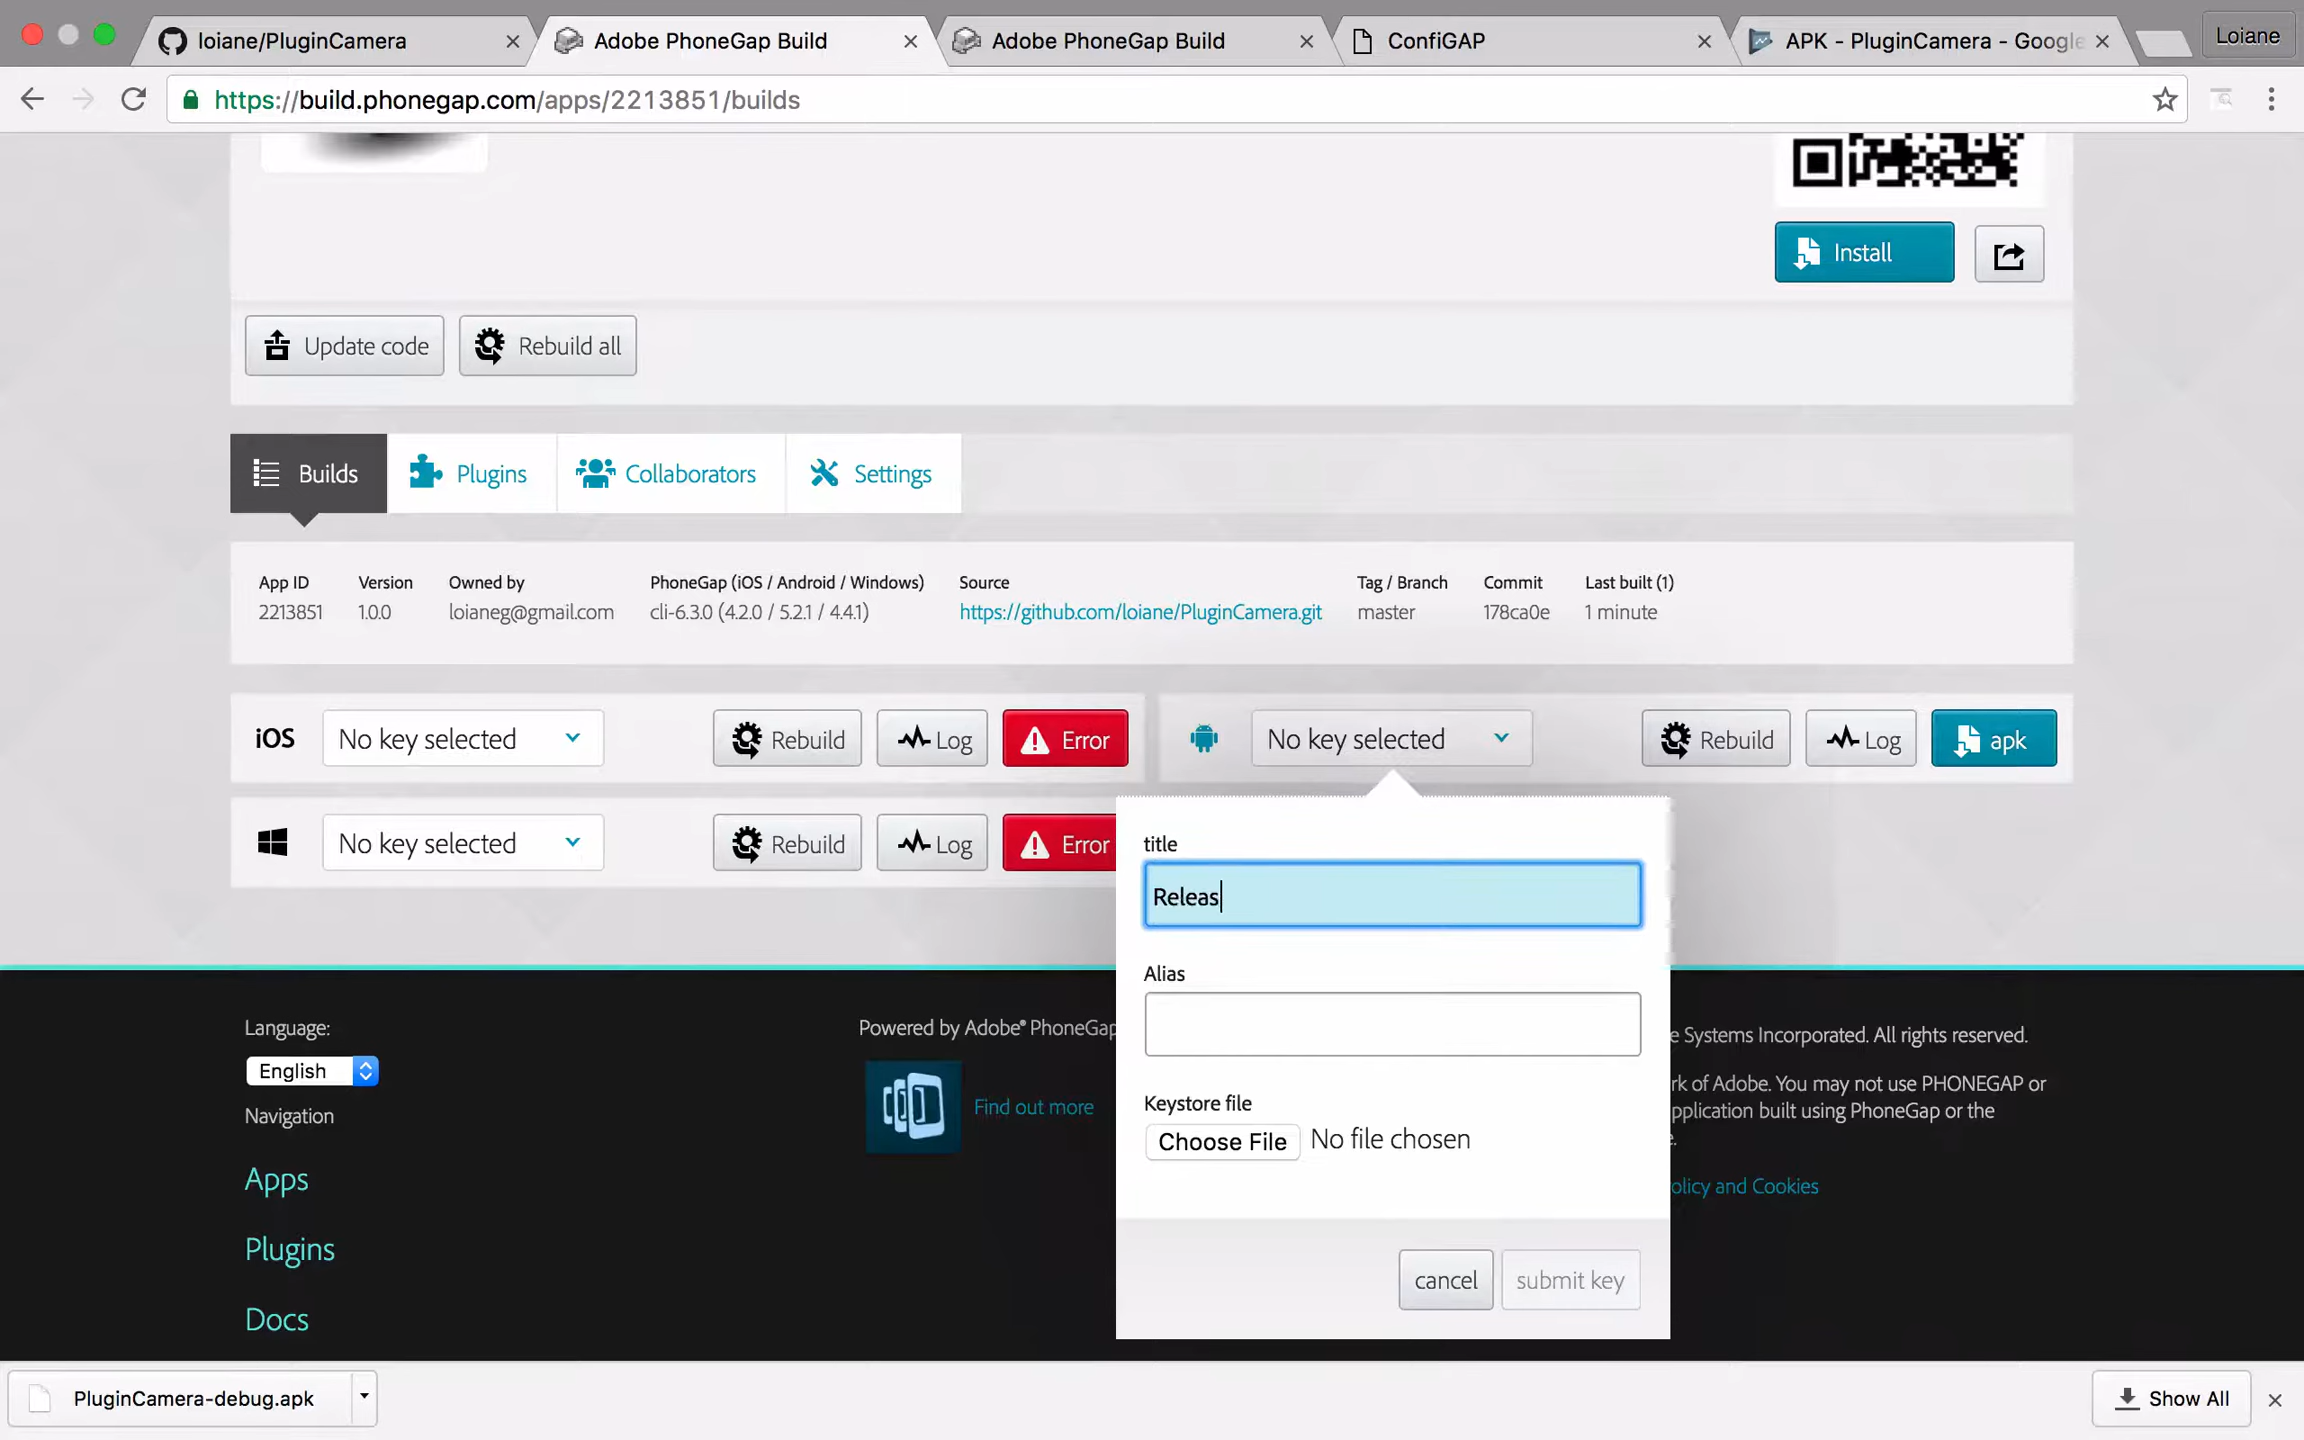 loiane/PluginCamera
Adobe PhoneGap Build
Adobe PhoneGap Build
ConfiGAP
APK - PluginCamera - Google
Loiane
https://build.phonegap.com/apps/2213851/builds
Install
Update code
Rebuild all
Builds
Plugins
Collaborators
Settings
App ID
Version
Owned by
PhoneGap (iOS / Android / Windows)
Source
Tag / Branch
Commit
Last built (1)
2213851
1.0.0
loianeg@gmail.com
cli-6.3.0 (4.2.0 / 5.2.1 / 4.4.1)
https://github.com/loiane/PluginCamera.git
master
178ca0e
1 minute
iOS
No key selected
Rebuild
Log
Error
No key selected
Rebuild
Log
apk
No key selected
Rebuild
Log
Error
title
Releas
Alias
Keystore file
Choose File
No file chosen
cancel
submit key
Language:
English
Navigation
Apps
Plugins
Docs
Powered by Adobe® PhoneGap
Find out more
e Systems Incorporated. All rights reserved.
rk of Adobe. You may not use PHONEGAP or
pplication built using PhoneGap or the
olicy and Cookies
PluginCamera-debug.apk
Show All